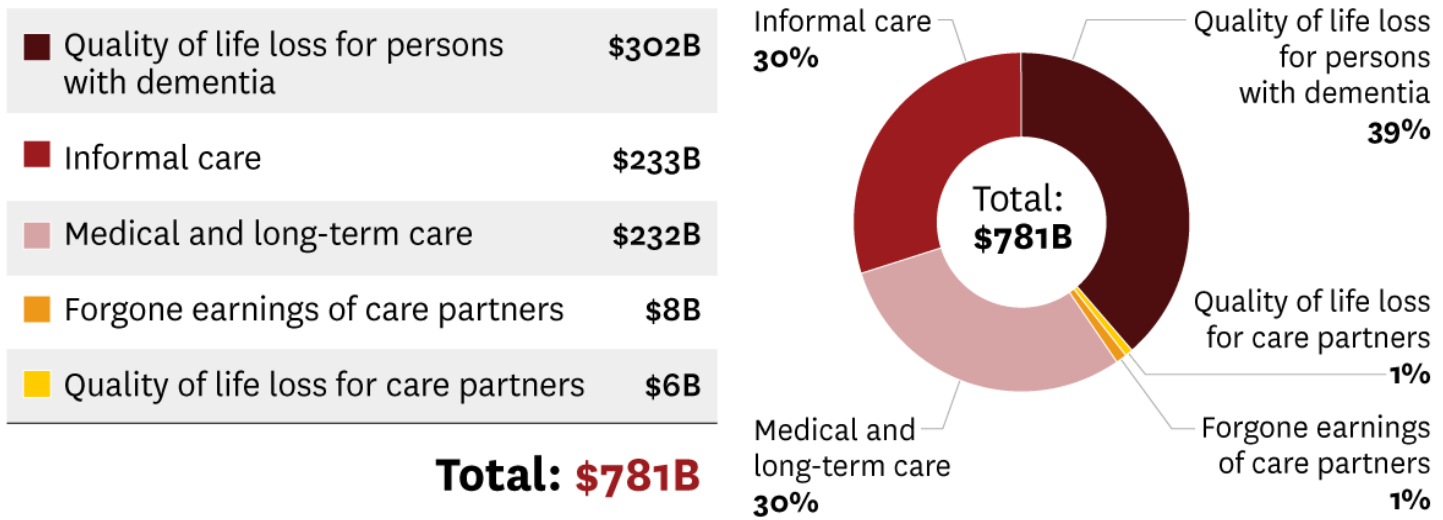 Quality of life loss for persons $302B
with dementia
Informal care $233B
Medical and long-term care $232B
Forgone earnings of care partners $8B
Quality of life loss for care partners $6B
Total: $781B
Informal care
30%
Quality of life loss
for persons
with dementia
39%
Total:
$781B
Quality of life loss
for care partners
1%
Medical and
long-term care
30%
Forgone earnings
of care partners
1%